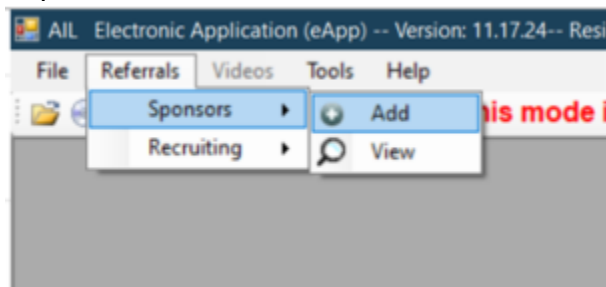 AIL Electronic Application (eApp) -- Version: 11.17.24-- Resi
File Referrals Videos Tools Help
Sponsors Add his mode i
Recruiting View